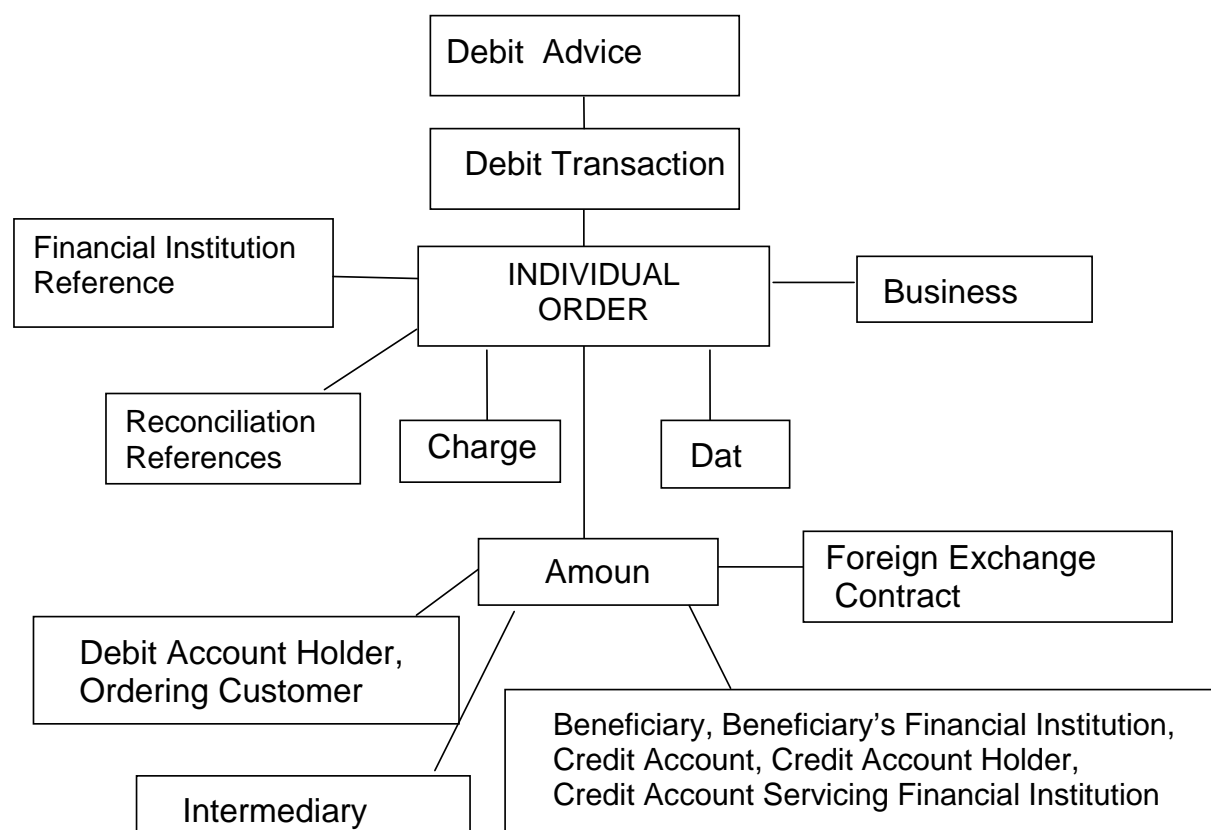 Debit Advice
Debit Transaction
Financial Institution
Reference
INDIVIDUAL
ORDER
Business
Reconciliation
References
Charge
Dat
Amoun
Foreign Exchange
Contract
Debit Account Holder,
Ordering Customer
Beneficiary, Beneficiary’s Financial Institution,
Credit Account, Credit Account Holder,
Credit Account Servicing Financial Institution
Intermediary